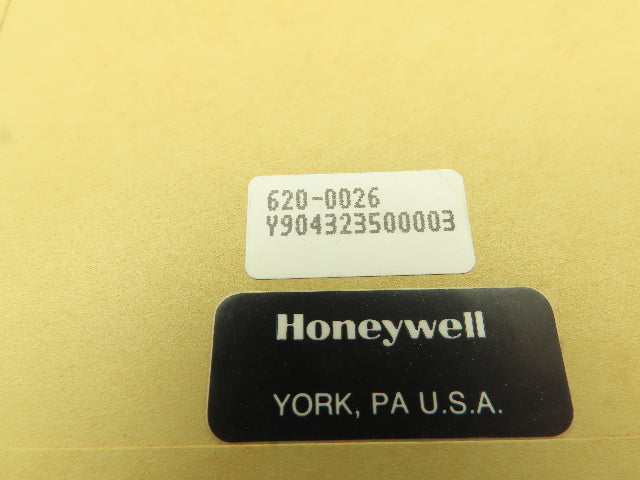 620-0026
Y904323500003
Honeywell
YORK, PA U.S.A.